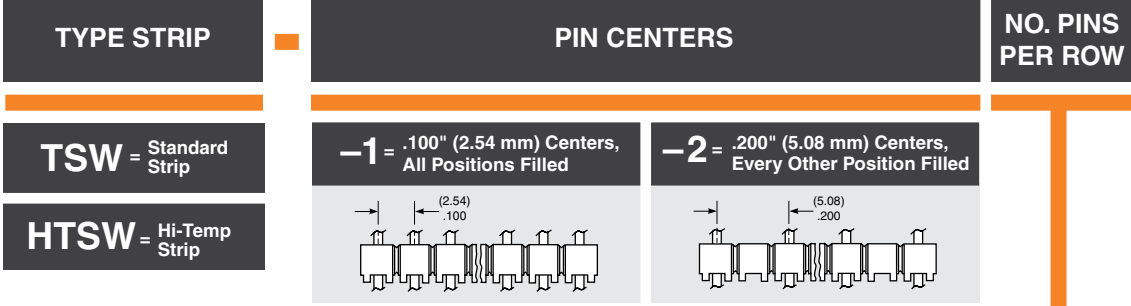 TYPE STRIP
PIN CENTERS
NO. PINS
PER ROW
TSW = Standard
Strip
HTSW = Hi-Temp
Strip
–1 = .100" (2.54 mm) Centers,
All Positions Filled
(2.54)
.100
–2 = .200" (5.08 mm) Centers,
Every Other Position Filled
(5.08)
.200